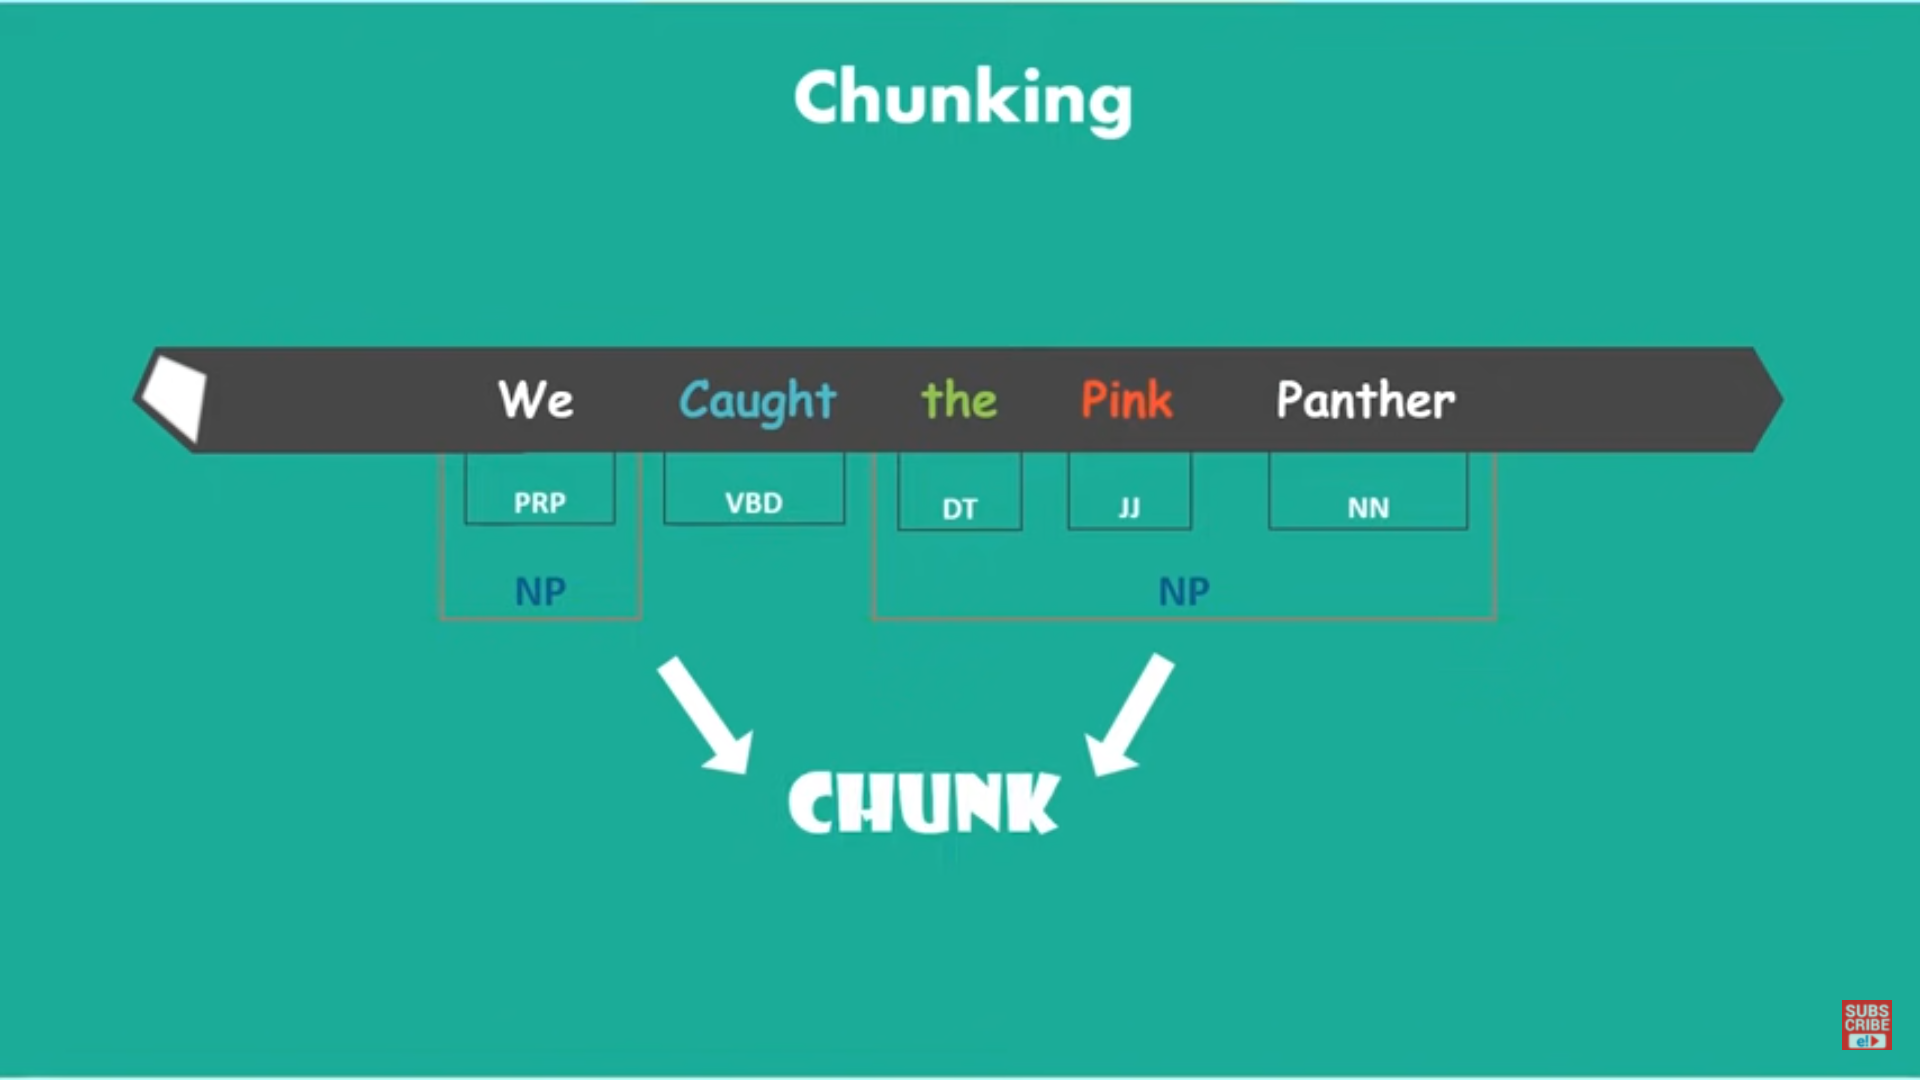 Chunking
We Caught the Pink Panther
PRP VBD DT JJ NN
NP NP
CHUNK
SUBS
CRIBE
e!